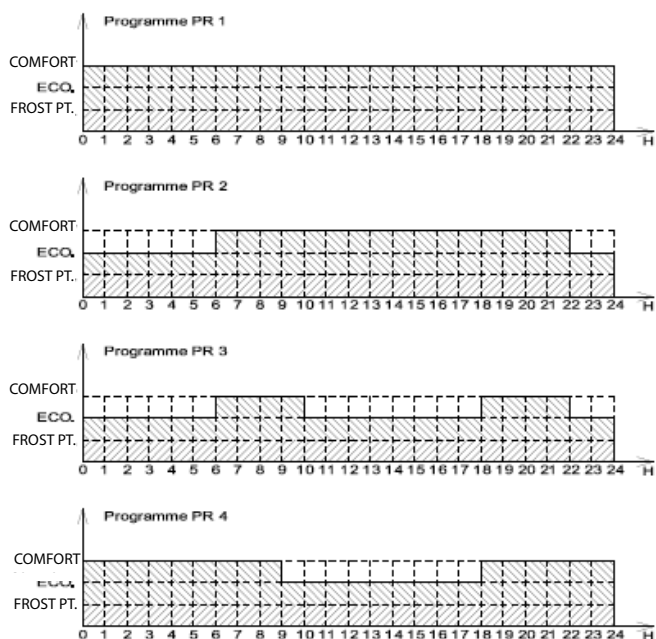 Programme PR 1
COMFORT
ECO.
FROST PT.
0 1 2 3 4 5 6 7 8 9 10 11 12 13 14 15 16 17 18 19 20 21 22 23 24 H
Programme PR 2
COMFORT
ECO.
FROST PT.
0 1 2 3 4 5 6 7 8 9 10 11 12 13 14 15 16 17 18 19 20 21 22 23 24 H
Programme PR 3
COMFORT
ECO.
FROST PT.
0 1 2 3 4 5 6 7 8 9 10 11 12 13 14 15 16 17 18 19 20 21 22 23 24 H
Programme PR 4
COMFORT
ECO.
FROST PT.
0 1 2 3 4 5 6 7 8 9 10 11 12 13 14 15 16 17 18 19 20 21 22 23 24 H